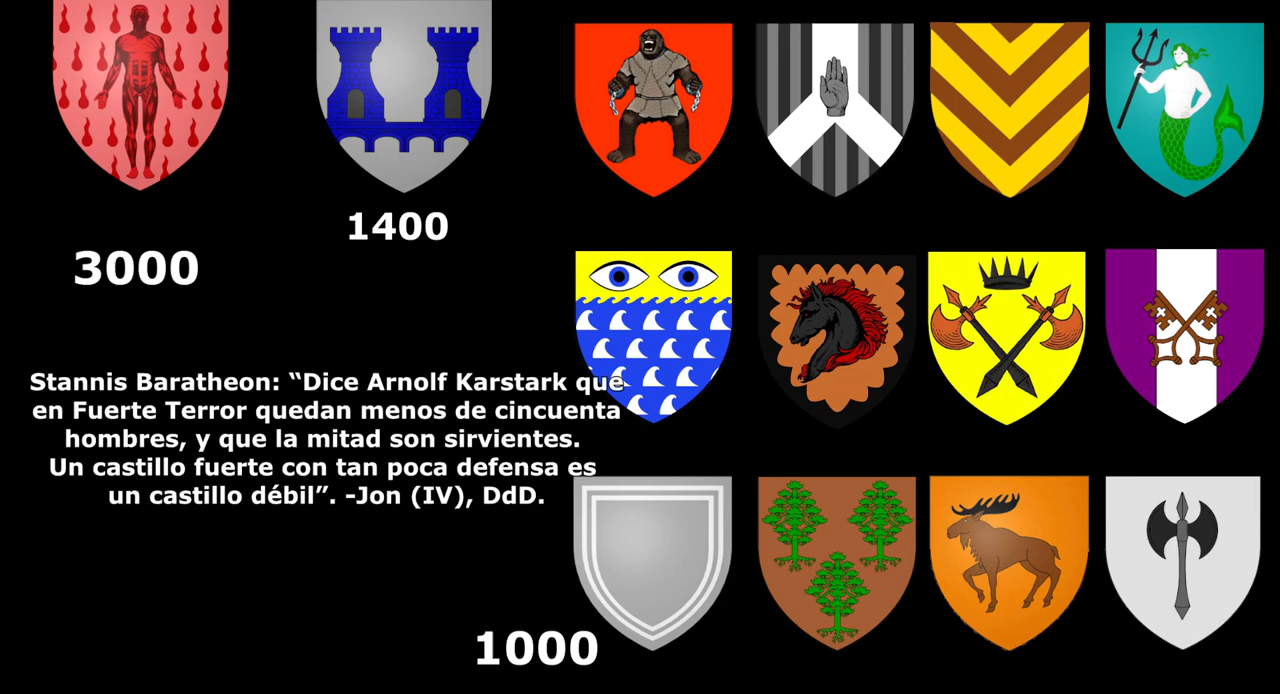 1400
3000
Stannis Baratheon: “Dice Arnolf Karstark que
en Fuerte Terror quedan menos de cincuenta
hombres, y que la mitad son sirvientes.
Un castillo fuerte con tan poca defensa es
un castillo débil”. -Jon (IV), DdD.
1000